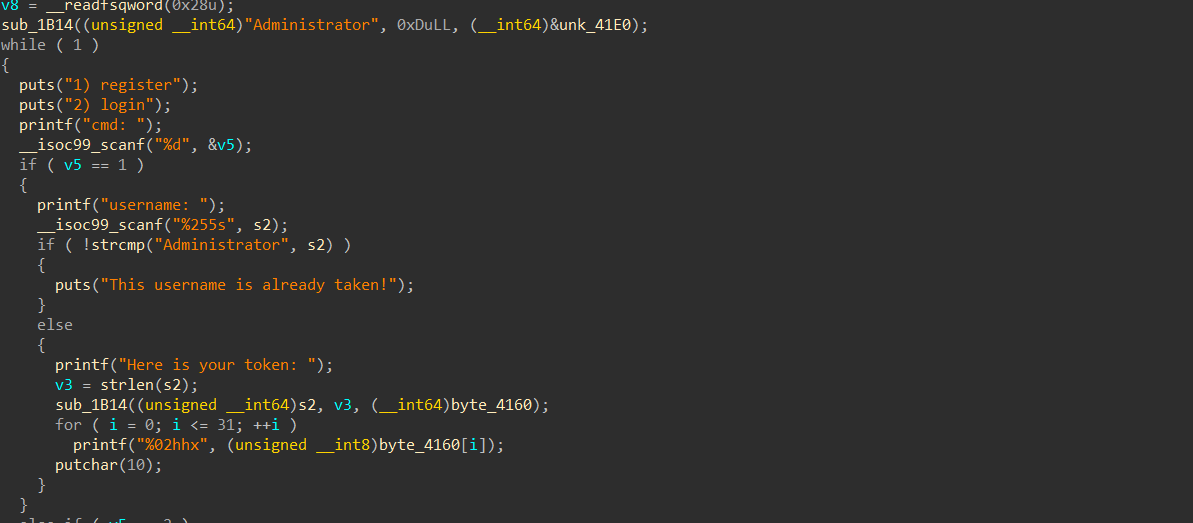 v8 = __readfsqword(0x28u);
sub_1B14((unsigned __int64)"Administrator", 0xDuLL, (__int64)&unk_41E0);
while ( 1 )
{
  puts("1) register");
  puts("2) login");
  printf("cmd: ");
  __isoc99_scanf("%d", &v5);
  if ( v5 == 1 )
  {
    printf("username: ");
    __isoc99_scanf("%255s", s2);
    if ( !strcmp("Administrator", s2) )
    {
      puts("This username is already taken!");
    }
    else
    {
      printf("Here is your token: ");
      v3 = strlen(s2);
      sub_1B14((unsigned __int64)s2, v3, (__int64)byte_4160);
      for ( i = 0; i <= 31; ++i )
        printf("%02hhx", (unsigned __int8)byte_4160[i]);
      putchar(10);
    }
  }